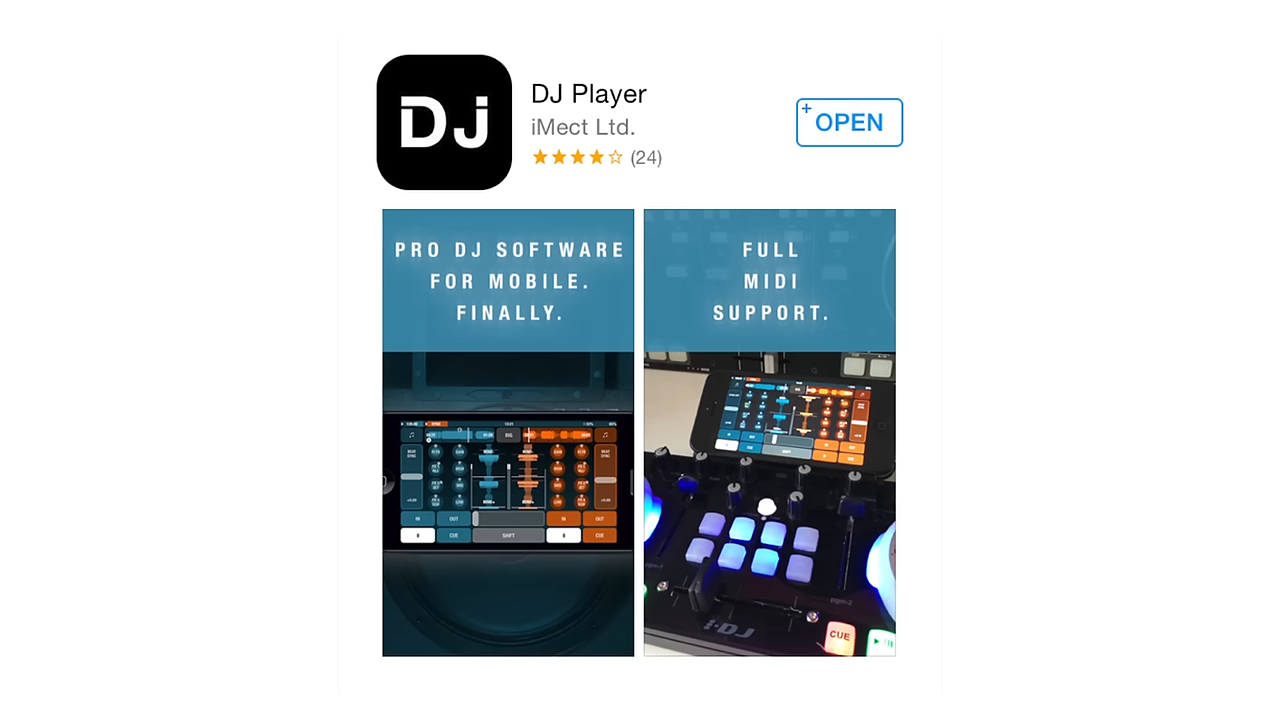 DJ
DJ Player
iMect Ltd.
★★★★☆ (24)
+ OPEN
PRO DJ SOFTWARE
FOR MOBILE.
FINALLY.
IN
OUT
IN
OUT
CUE
SHIFT
CUE
FULL
MIDI
SUPPORT.
i·DJ
CUE